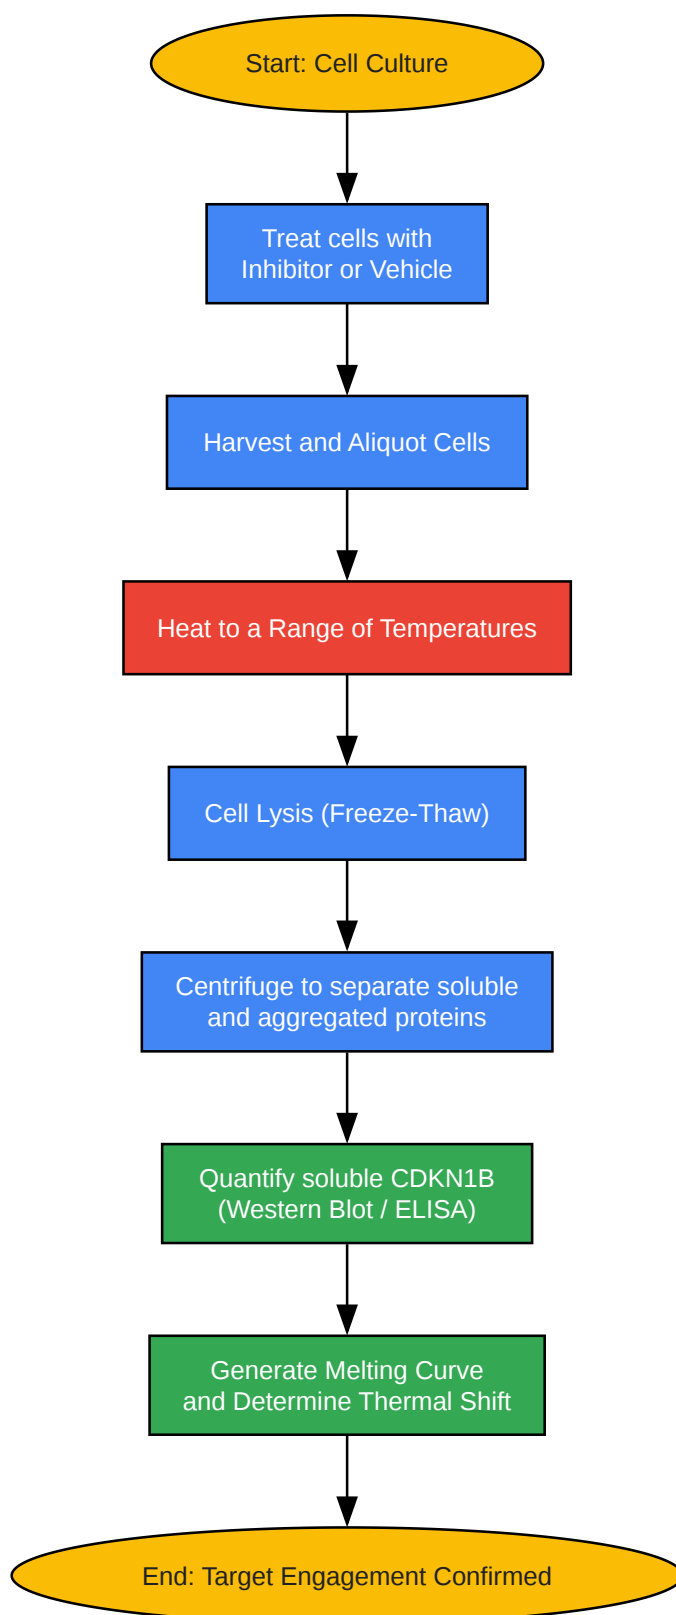 Start: Cell Culture
Treat cells with
Inhibitor or Vehicle
Harvest and Aliquot Cells
Heat to a Range of Temperatures
Cell Lysis (Freeze-Thaw)
Centrifuge to separate soluble
and aggregated proteins
Quantify soluble CDKN1B
(Western Blot / ELISA)
Generate Melting Curve
and Determine Thermal Shift
End: Target Engagement Confirmed